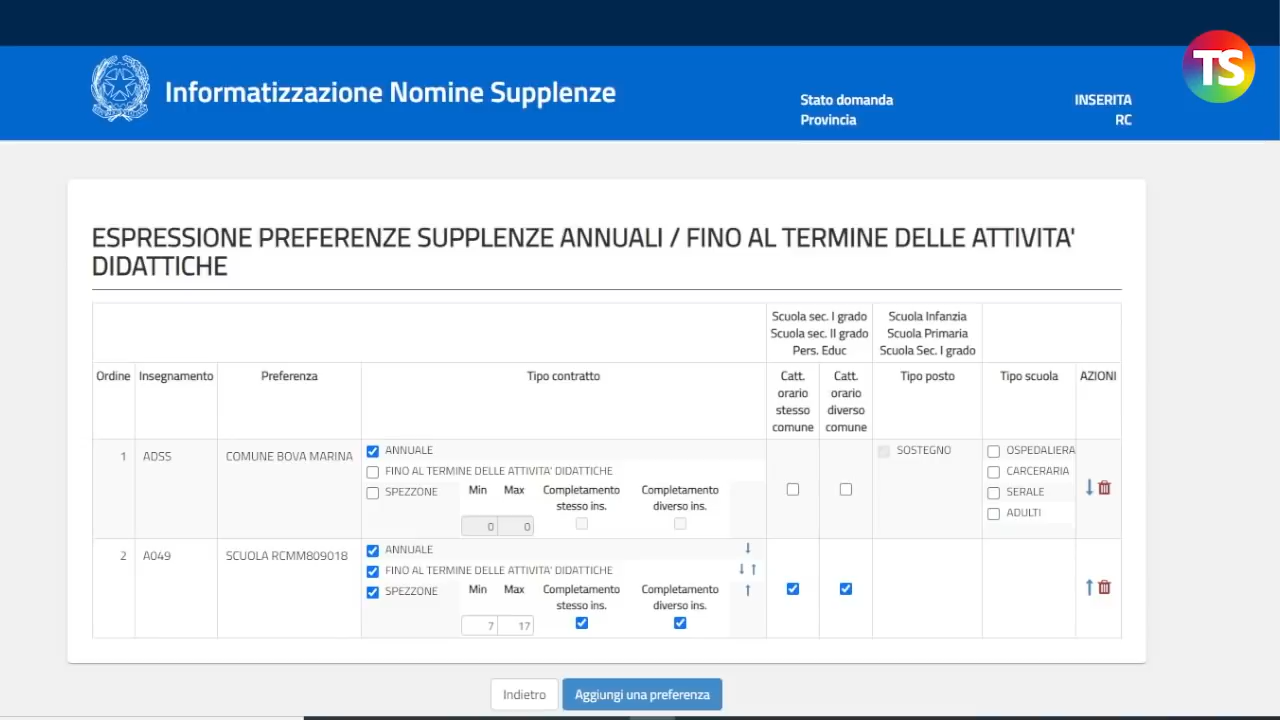 TS
Informatizzazione Nomine Supplenze
Stato domanda INSERITA
Provincia RC
ESPRESSIONE PREFERENZE SUPPLENZE ANNUALI / FINO AL TERMINE DELLE ATTIVITA'
DIDATTICHE
Scuola sec. I grado
Scuola sec. II grado
Pers. Educ
Scuola Infanzia
Scuola Primaria
Scuola Sec. I grado
Ordine
Insegnamento
Preferenza
Tipo contratto
Catt.
orario
stesso
comune
Catt.
orario
diverso
comune
Tipo posto
Tipo scuola
AZIONI
1
ADSS
COMUNE BOVA MARINA
ANNUALE
FINO AL TERMINE DELLE ATTIVITA' DIDATTICHE
SPEZZONE
Min
Max
Completamento
stesso ins.
Completamento
diverso ins.
0
0
SOSTEGNO
OSPEDALIERA
CARCERARIA
SERALE
ADULTI
2
A049
SCUOLA RCMM809018
ANNUALE
FINO AL TERMINE DELLE ATTIVITA' DIDATTICHE
SPEZZONE
Min
Max
Completamento
stesso ins.
Completamento
diverso ins.
7
17
Indietro
Aggiungi una preferenza